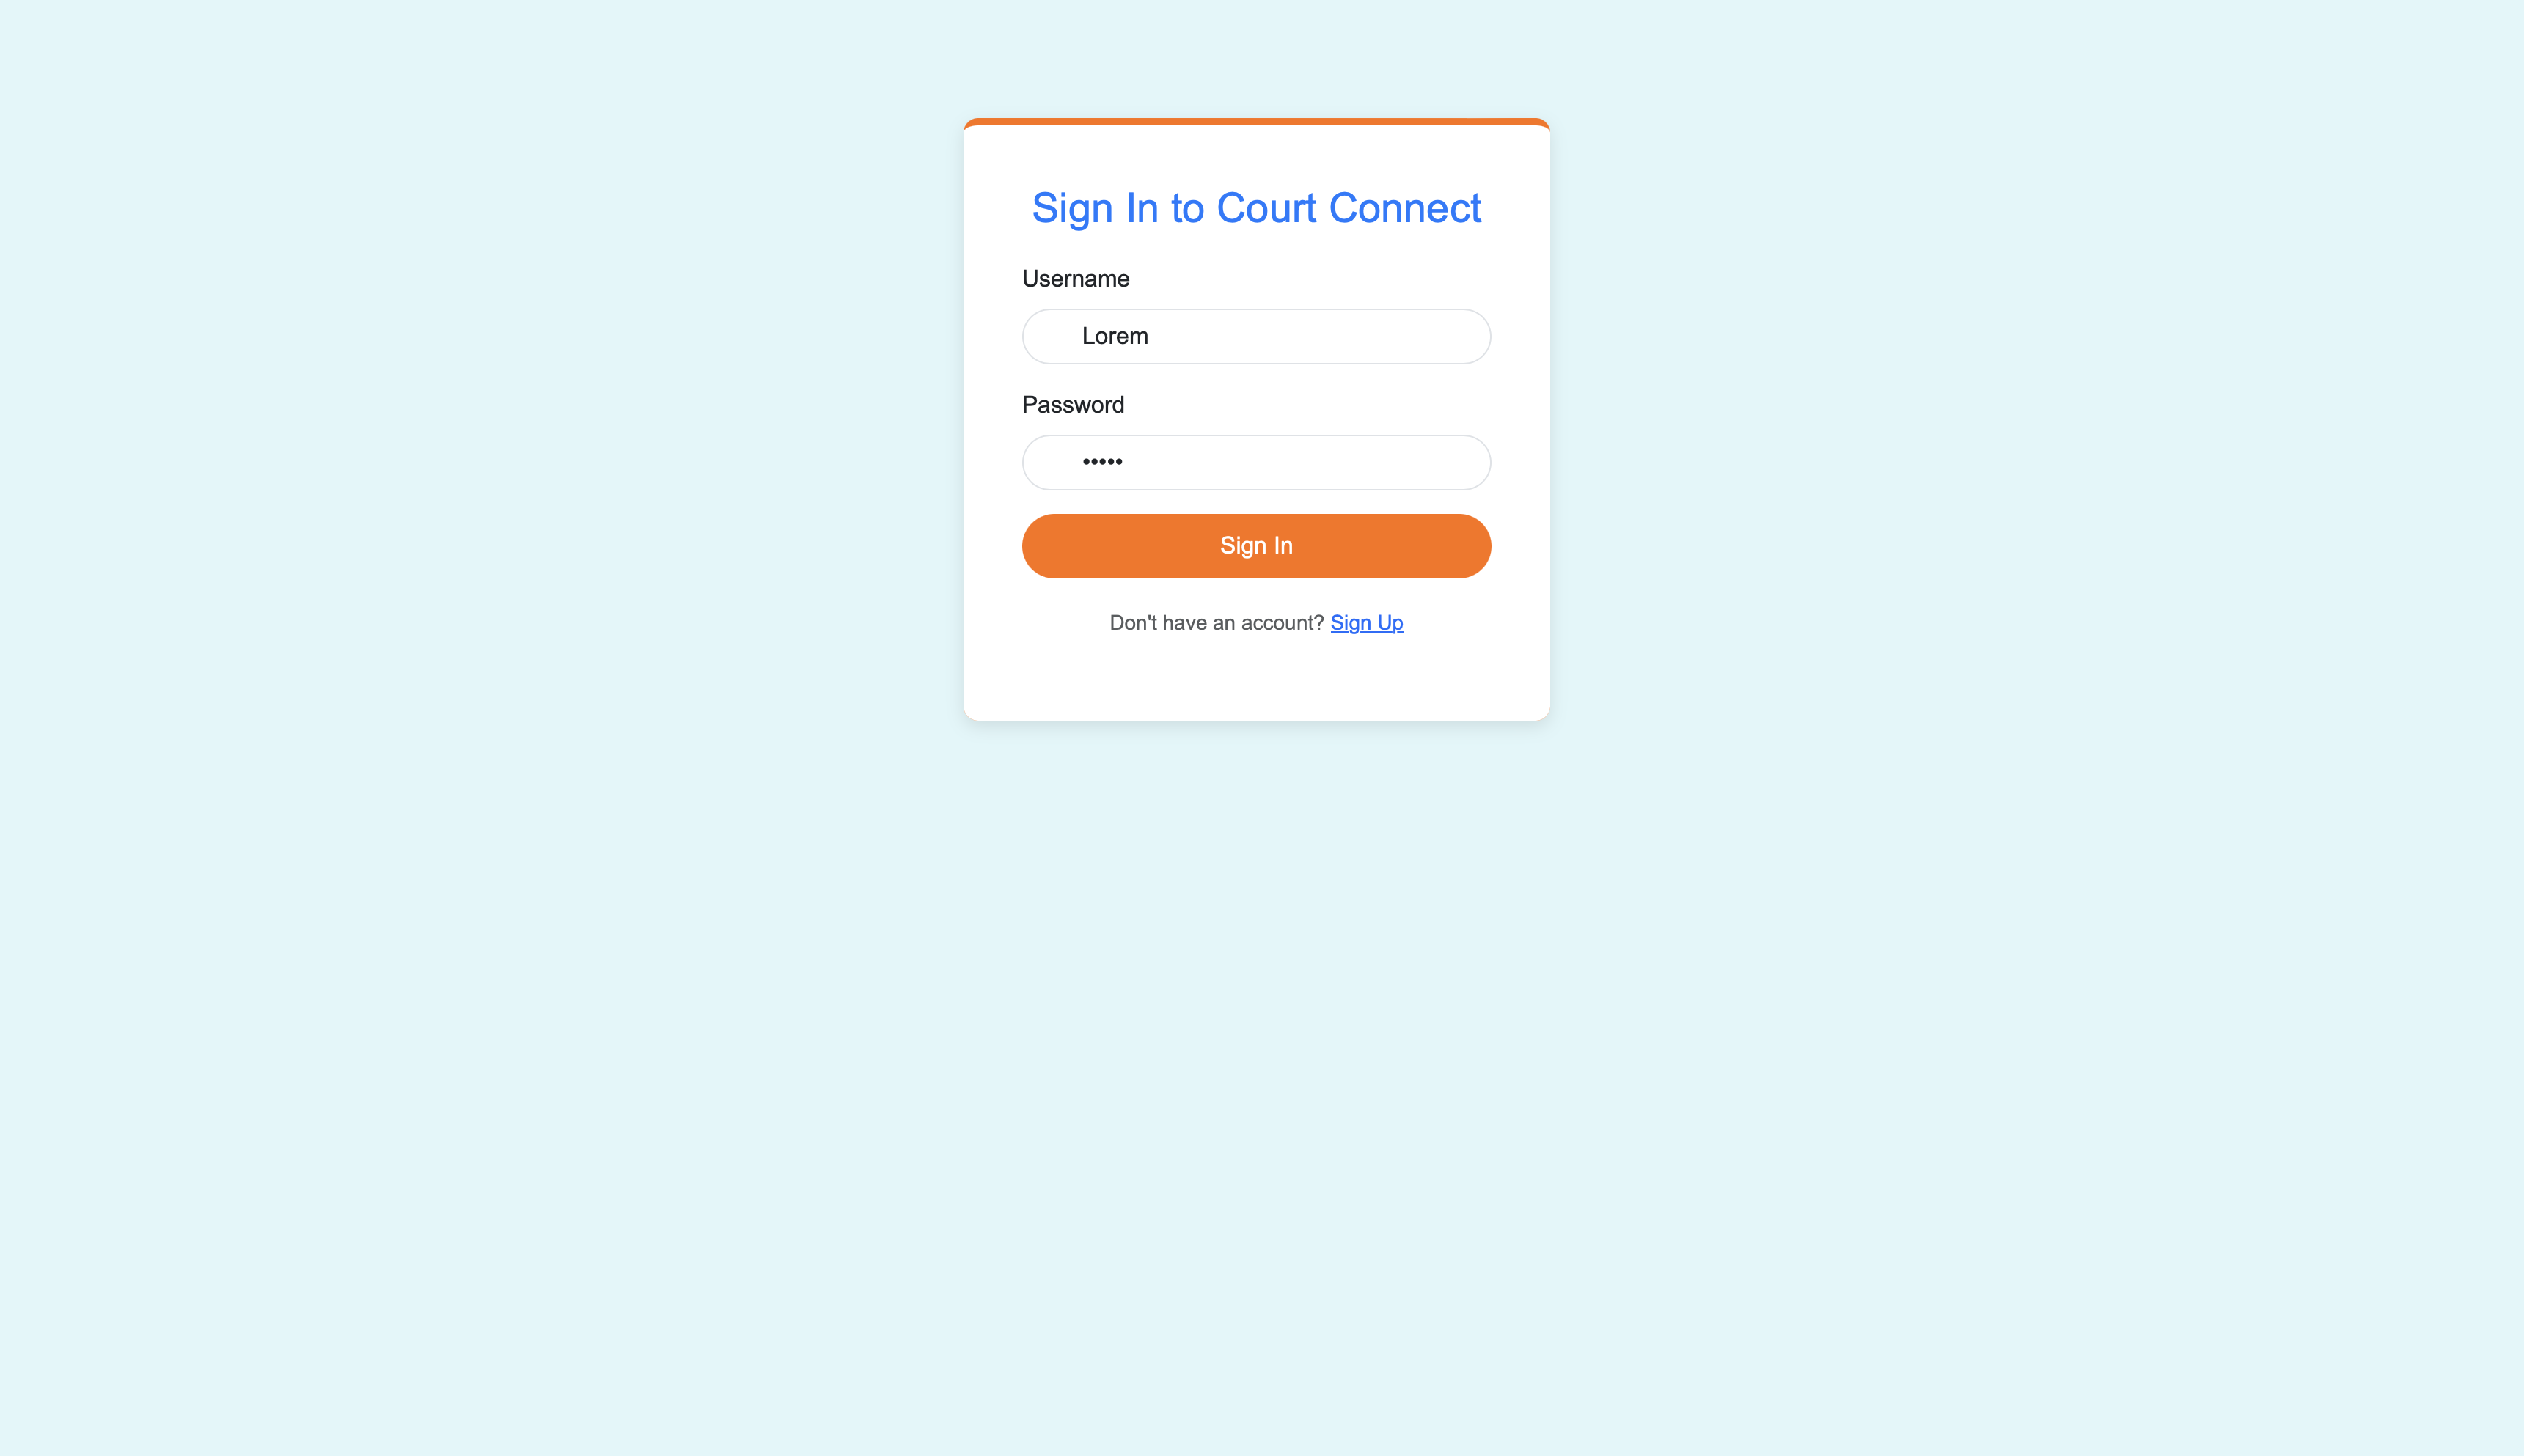 Sign In to Court Connect
Username
Lorem
Password
•••••
Sign In
Don't have an account? Sign Up